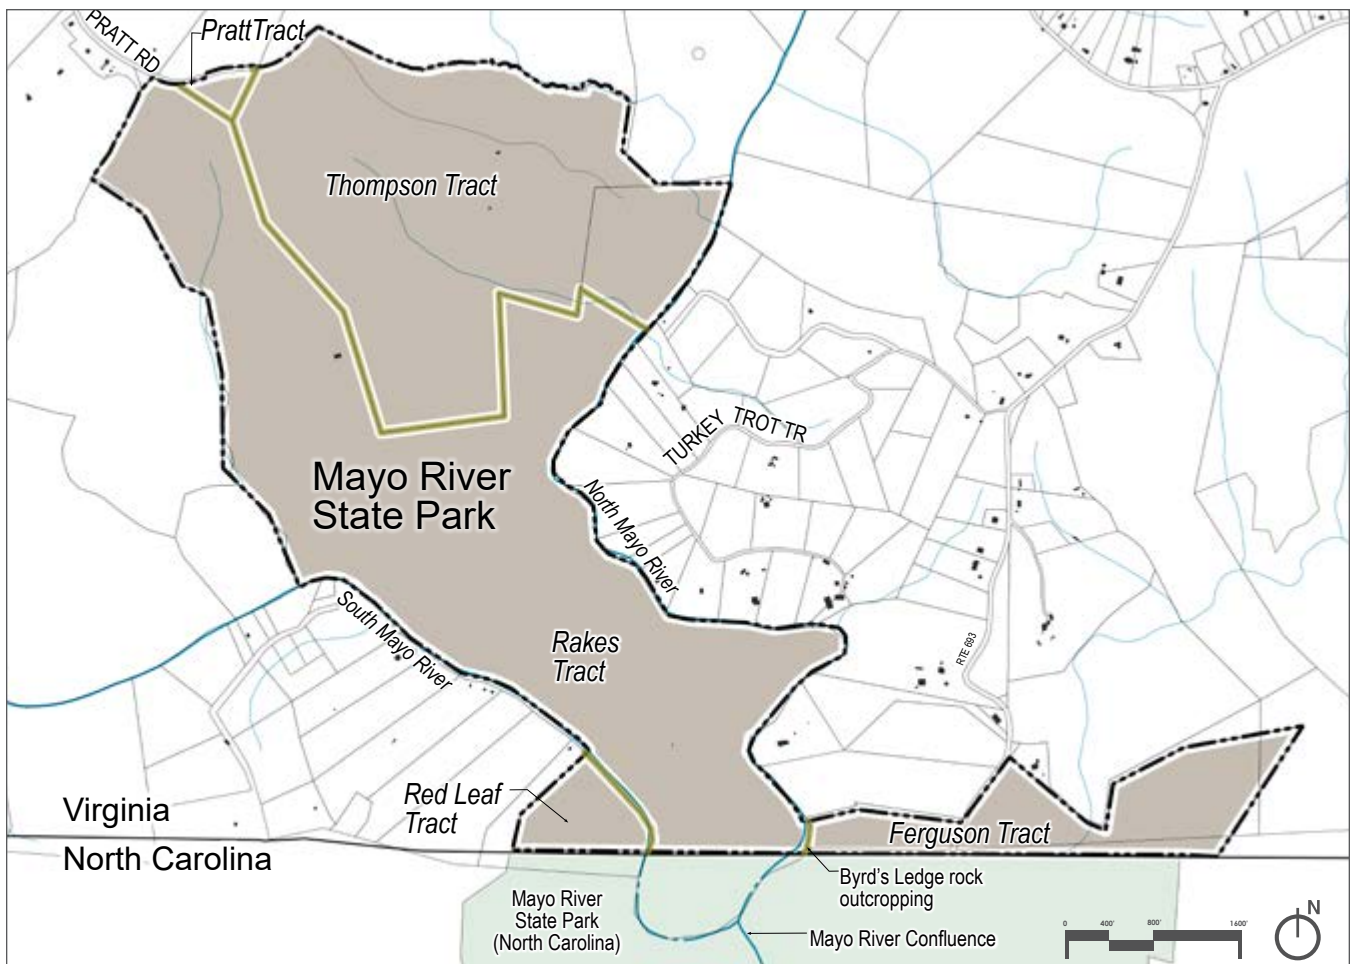 PRATT RD
PrattTract
Thompson Tract
TURKEY TROT TR
Mayo River
State Park
North Mayo River
South Mayo River
Rakes
Tract
RTE 693
Red Leaf
Tract
Virginia
North Carolina
Ferguson Tract
Byrd's Ledge rock
outcropping
Mayo River
State Park
(North Carolina)
Mayo River Confluence
0 400' 800' 1600'
N